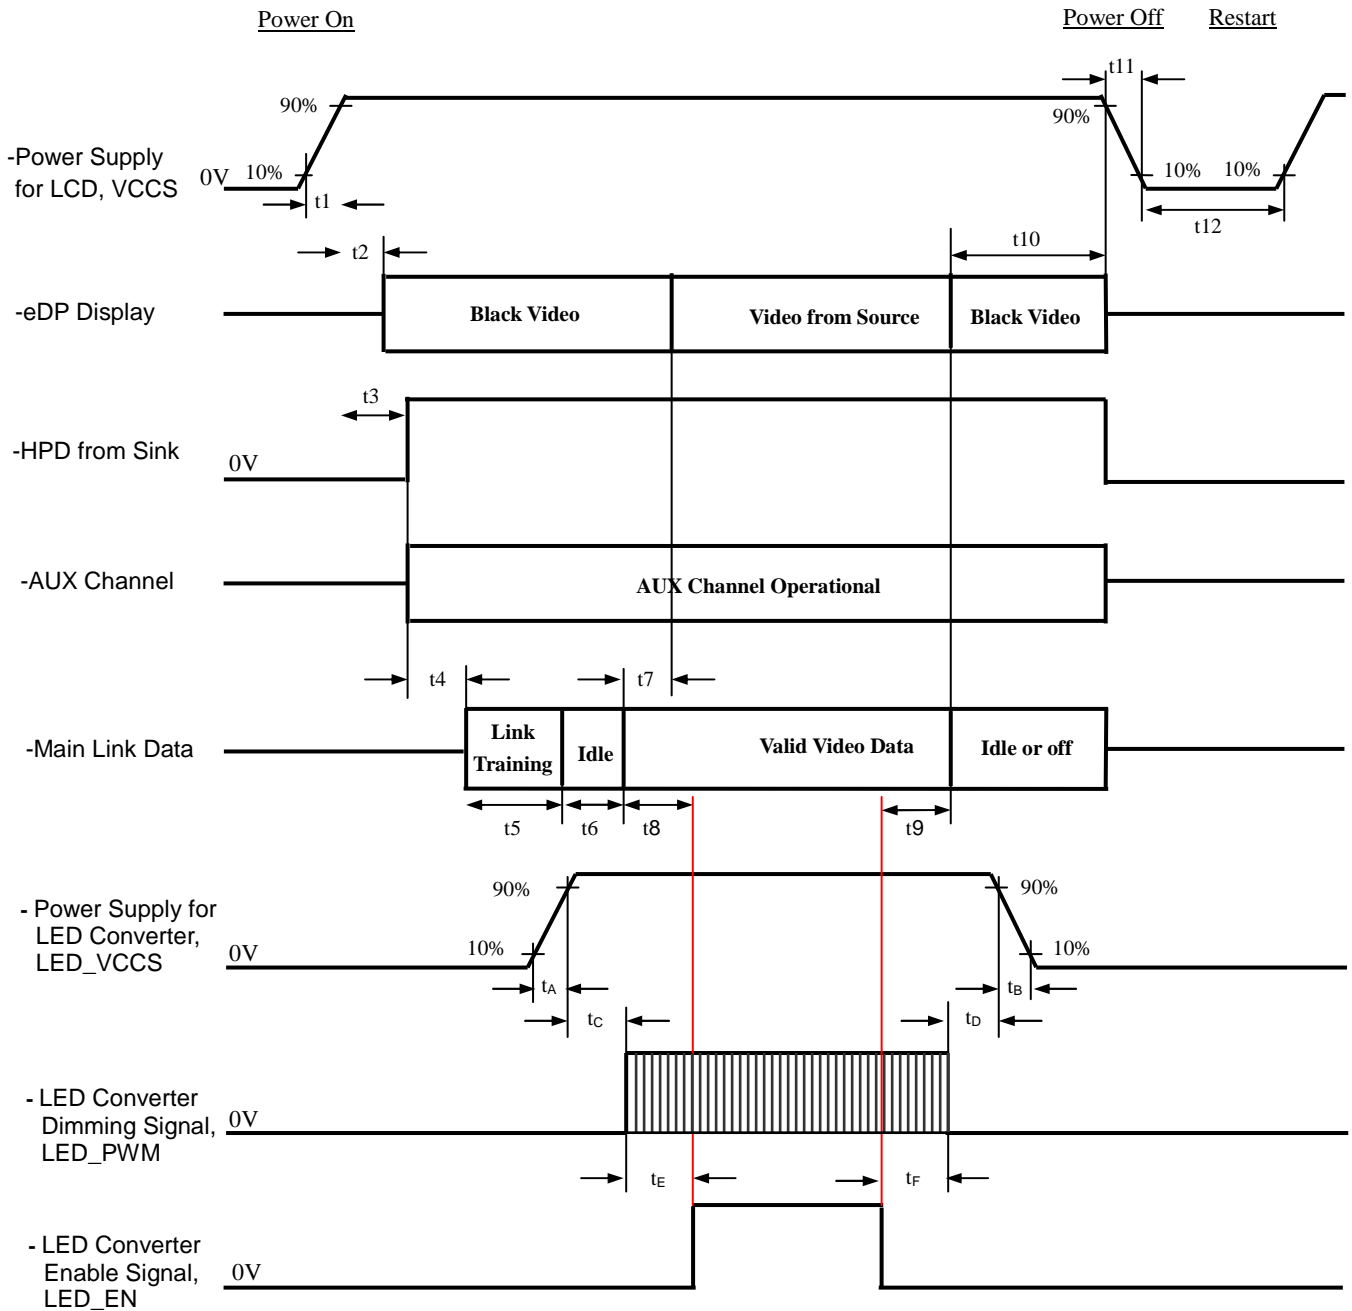 Power On
Power Off
Restart
t11
90%
90%
-Power Supply
for LCD, VCCS
0V
10%
10%
10%
t1
t12
t2
t10
-eDP Display
Black Video
Video from Source
Black Video
t3
-HPD from Sink
0V
-AUX Channel
AUX Channel Operational
t4
t7
-Main Link Data
Link
Training
Idle
Valid Video Data
Idle or off
t5
t6
t8
t9
90%
90%
- Power Supply for
LED Converter,
LED_VCCS
0V
10%
10%
tA
tB
tC
tD
- LED Converter
Dimming Signal,
LED_PWM
0V
tE
tF
- LED Converter
Enable Signal,
LED_EN
0V